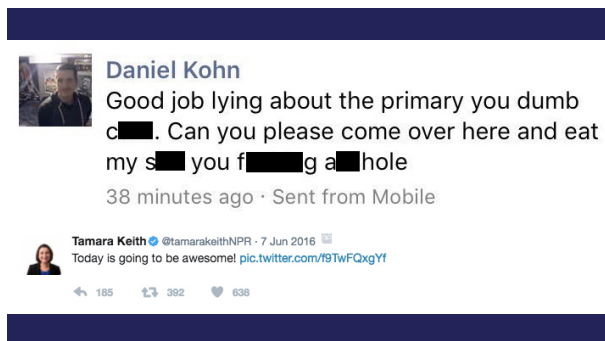 Daniel Kohn
Good job lying about the primary you dumb
c███. Can you please come over here and eat
my s███ you f█████g a██hole
38 minutes ago · Sent from Mobile
Tamara Keith @tamarakeithNPR · 7 Jun 2016
Today is going to be awesome! pic.twitter.com/f9TwFQxgYf
185 392 638